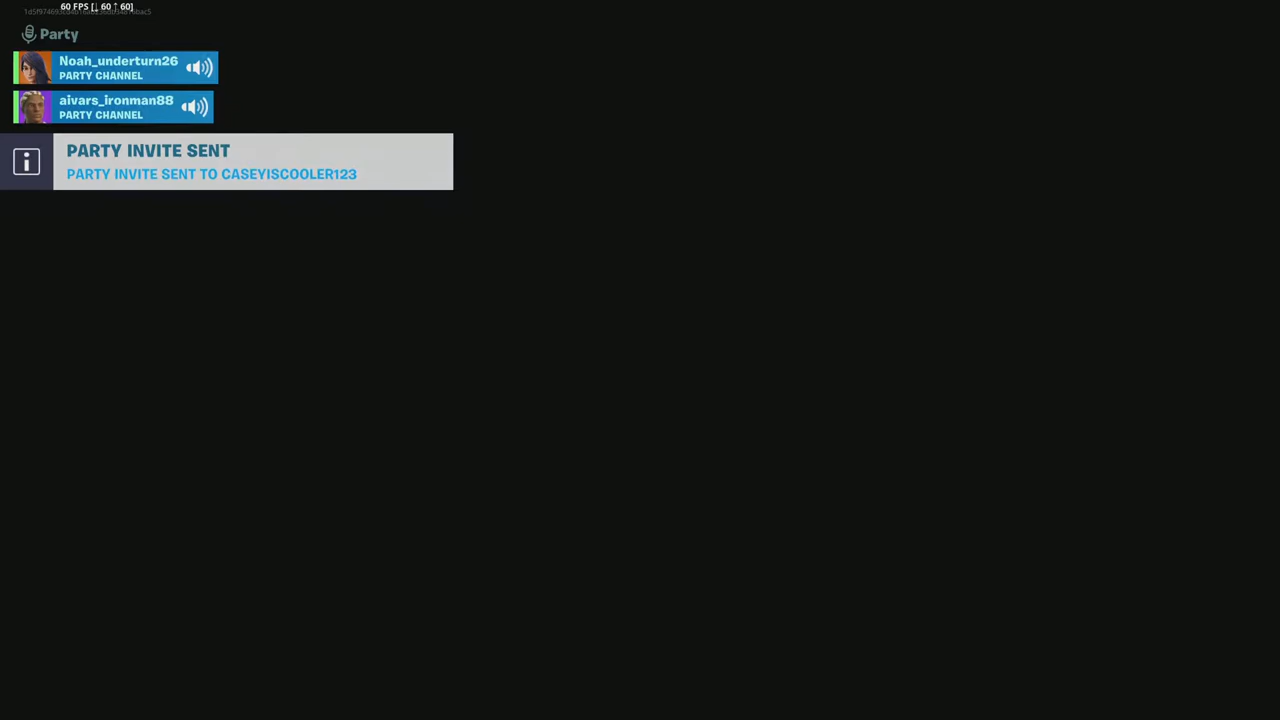 60 FPS [↓ 60 ↑ 60]
Party
Noah_underturn26
PARTY CHANNEL
aivars_ironman88
PARTY CHANNEL
PARTY INVITE SENT
PARTY INVITE SENT TO CASEYISCOOLER123